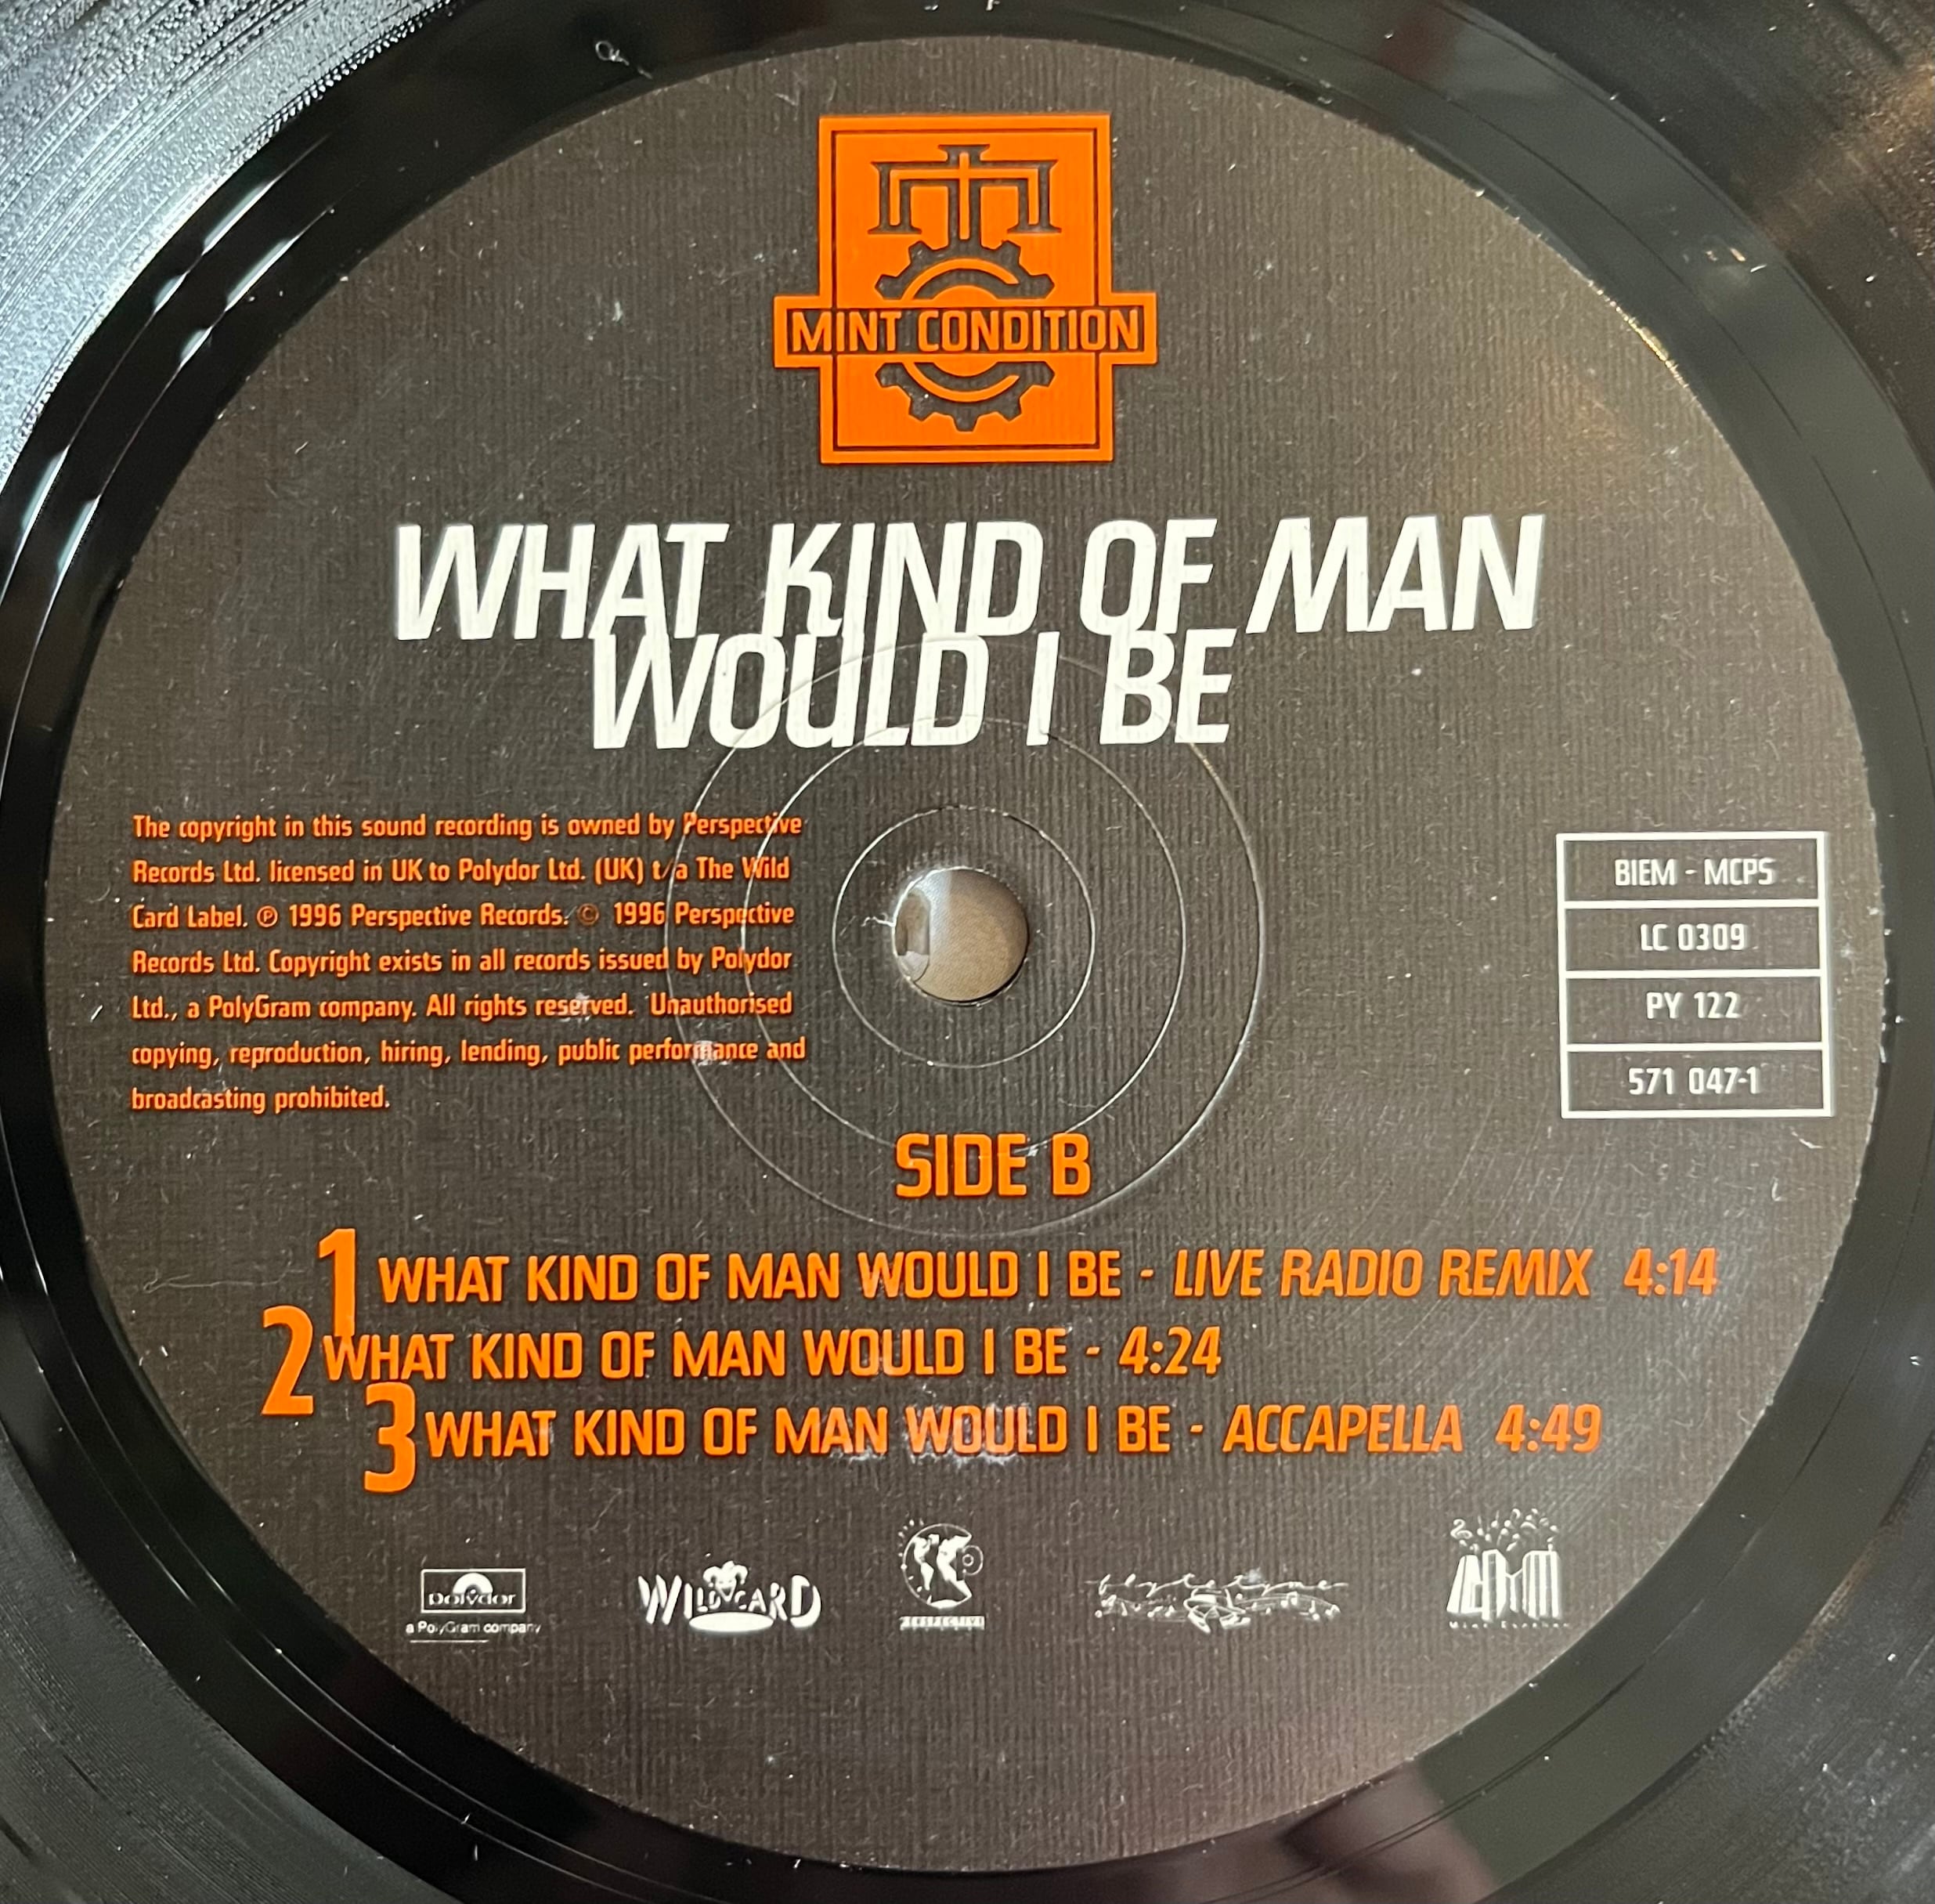 MINT CONDITION
WHAT KIND OF MAN
WOULD I BE
The copyright in this sound recording is owned by Perspective
Records Ltd. licensed in UK to Polydor Ltd. (UK) t/a The Wild
Card Label. ℗ 1996 Perspective Records. © 1996 Perspective
Records Ltd. Copyright exists in all records issued by Polydor
Ltd., a PolyGram company. All rights reserved. Unauthorised
copying, reproduction, hiring, lending, public performance and
broadcasting prohibited.
BIEM - MCPS
LC 0309
PY 122
571 047-1
SIDE B
1 WHAT KIND OF MAN WOULD I BE - LIVE RADIO REMIX 4:14
2 WHAT KIND OF MAN WOULD I BE - 4:24
3 WHAT KIND OF MAN WOULD I BE - ACCAPELLA 4:49
Polydor
a PolyGram company
WILDCARD
PERSPECTIVE